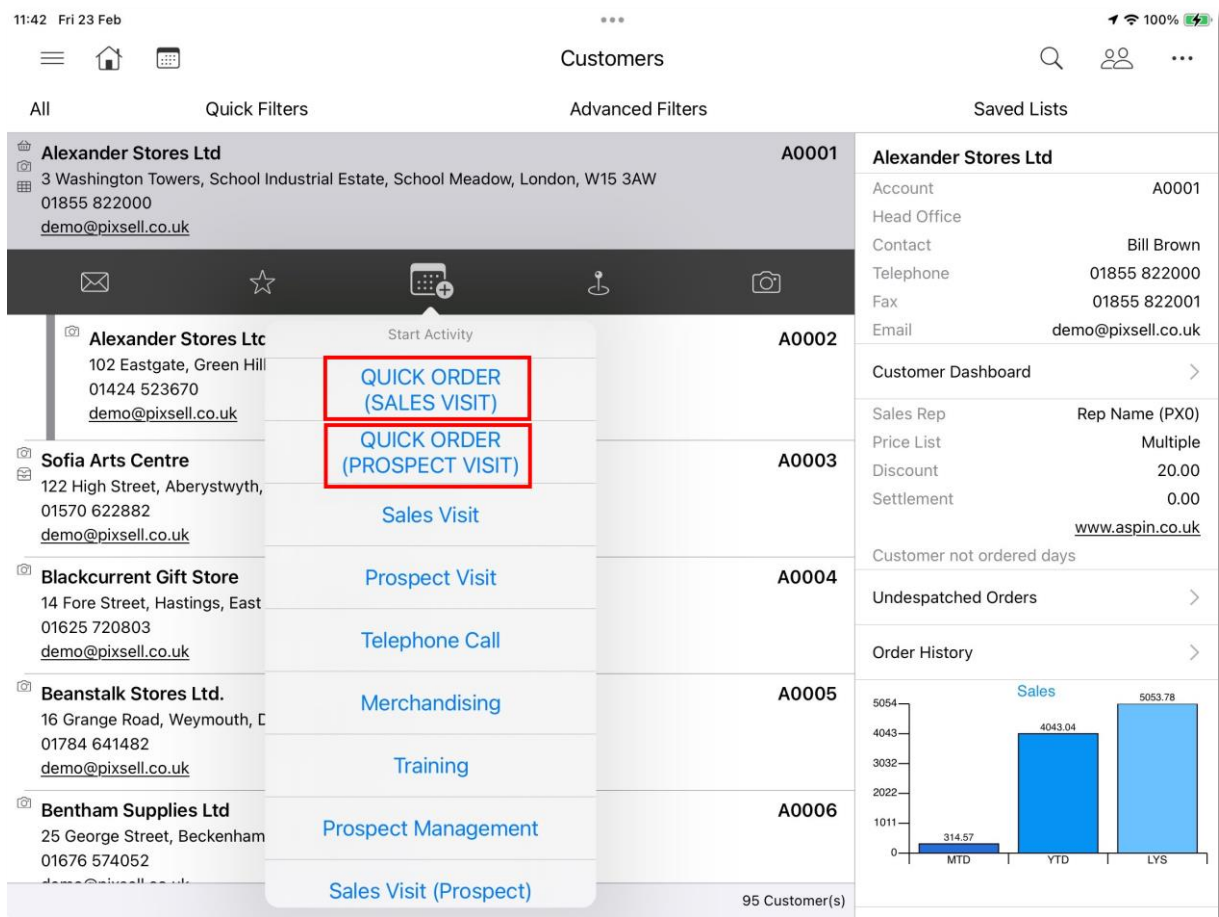 11:42 Fri 23 Feb
100%
Customers
All Quick Filters Advanced Filters Saved Lists
Alexander Stores Ltd A0001
3 Washington Towers, School Industrial Estate, School Meadow, London, W15 3AW
01855 822000
demo@pixsell.co.uk
Alexander Stores Ltd A0002
102 Eastgate, Green Hill
01424 523670
demo@pixsell.co.uk
Sofia Arts Centre A0003
122 High Street, Aberystwyth,
01570 622882
demo@pixsell.co.uk
Blackcurrent Gift Store A0004
14 Fore Street, Hastings, East
01625 720803
demo@pixsell.co.uk
Beanstalk Stores Ltd. A0005
16 Grange Road, Weymouth, D
01784 641482
demo@pixsell.co.uk
Bentham Supplies Ltd A0006
25 George Street, Beckenham
01676 574052
95 Customer(s)
Start Activity
QUICK ORDER
(SALES VISIT)
QUICK ORDER
(PROSPECT VISIT)
Sales Visit
Prospect Visit
Telephone Call
Merchandising
Training
Prospect Management
Sales Visit (Prospect)
Alexander Stores Ltd
Account A0001
Head Office
Contact Bill Brown
Telephone 01855 822000
Fax 01855 822001
Email demo@pixsell.co.uk
Customer Dashboard
Sales Rep Rep Name (PX0)
Price List Multiple
Discount 20.00
Settlement 0.00
www.aspin.co.uk
Customer not ordered days
Undespatched Orders
Order History
Sales
5054
4043
3032
2022
1011
0
314.57
4043.04
5053.78
MTD YTD LYS